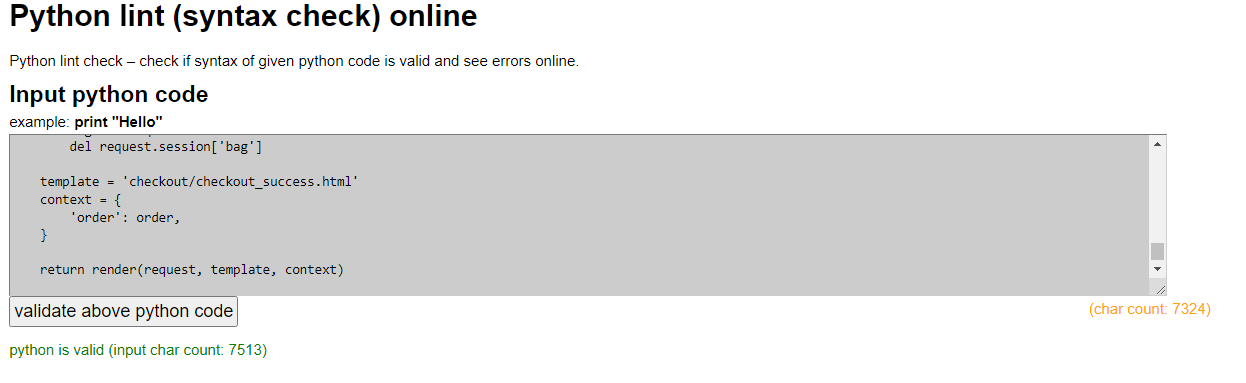 Python lint (syntax check) online
Python lint check – check if syntax of given python code is valid and see errors online.
Input python code
example: print "Hello"
del request.session['bag']
template = 'checkout/checkout_success.html'
context = {
'order': order,
}
return render(request, template, context)
validate above python code
(char count: 7324)
python is valid (input char count: 7513)